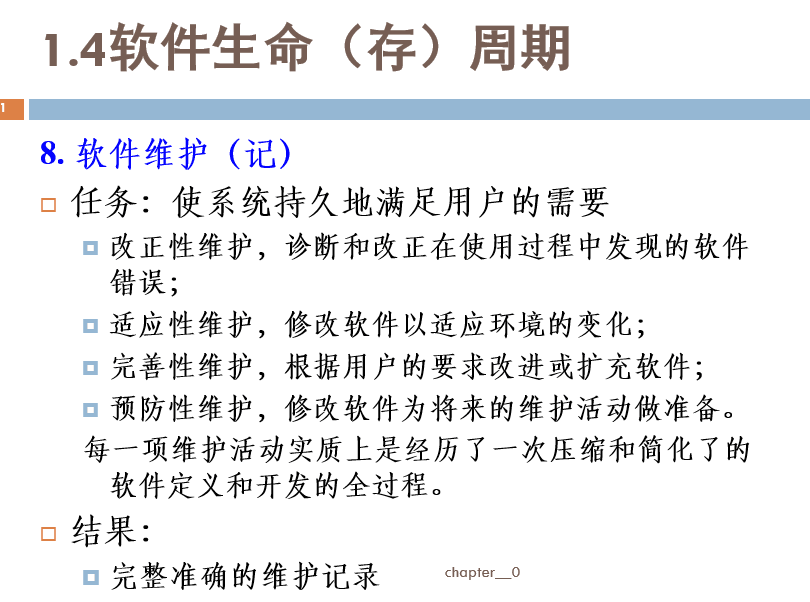 1.4软件生命（存）周期
1
8. 软件维护（记）
任务：使系统持久地满足用户的需要
改正性维护，诊断和改正在使用过程中发现的软件
错误；
适应性维护，修改软件以适应环境的变化；
完善性维护，根据用户的要求改进或扩充软件；
预防性维护，修改软件为将来的维护活动做准备。
每一项维护活动实质上是经历了一次压缩和简化了的
软件定义和开发的全过程。
结果：
完整准确的维护记录
chapter__0